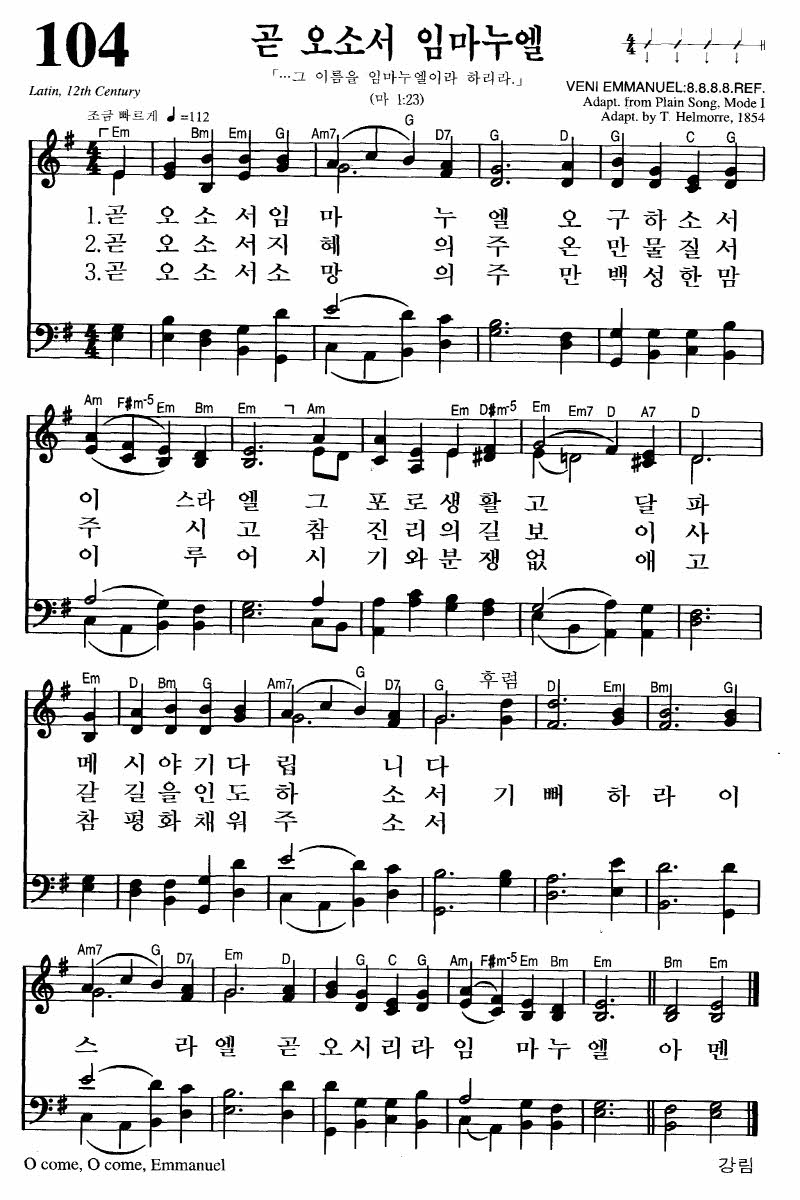 104
곧 오소서 임마누엘
「…그 이름을 임마누엘이라 하리라.」
(마 1:23)
Latin, 12th Century
VENI EMMANUEL:8.8.8.8.REF.
Adapt. from Plain Song, Mode I
Adapt. by T. Helmorre, 1854
조금 빠르게 ♩=112
Em Bm Em G Am7 G D7 G D G C G
1.곧 오 소 서 임 마 누 엘 오 구 하 소 서
2.곧 오 소 서 지 혜 의 주 온 만 물 질 서
3.곧 오 소 서 소 망 의 주 만 백 성 한 맘
Am F#m-5 Em Bm Em Am Em D#m-5 Em Em7 D A7 D
이 스라 엘 그 포 로 생 활 고 달 파
주 시 고 참 진 리 의 길 보 이 사
이 루 어 시 기 와 분 쟁 없 애 고
Em D Bm G Am7 G D7 G 후렴 D Em Bm G
메 시 야 기 다 립 니 다
갈 길 을 인 도 하 소 서 기 뻐 하 라 이
참 평 화 채 워 주 소 서
Am7 G D7 Em D G C G Am F#m-5 Em Bm Em Bm Em
스 라 엘 곧 오 시 리 라 임 마 누 엘 아 멘
O come, O come, Emmanuel
강림